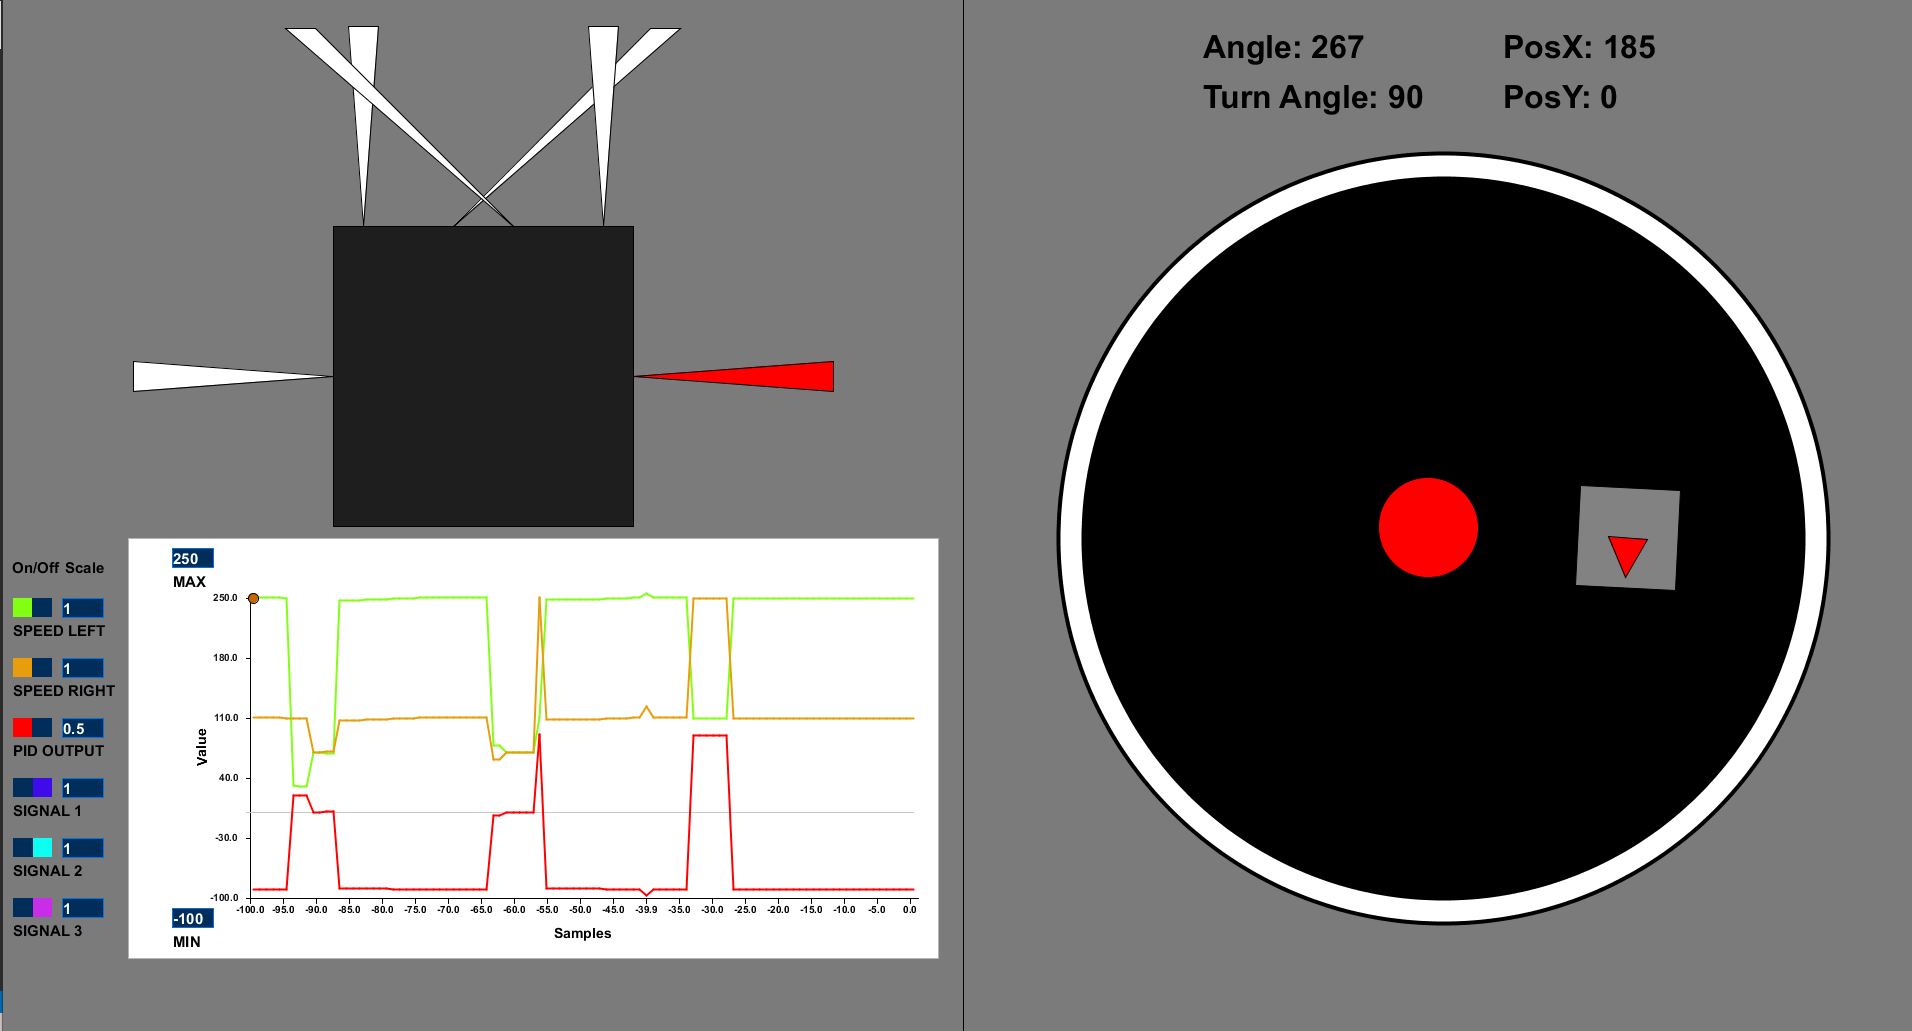 Angle: 267 PosX: 185
Turn Angle: 90 PosY: 0
On/Off Scale
1
SPEED LEFT
1
SPEED RIGHT
0.5
PID OUTPUT
1
SIGNAL 1
1
SIGNAL 2
1
SIGNAL 3
250
MAX
250.0
180.0
110.0
40.0
-30.0
-100.0
Value
-100.0 -95.0 -90.0 -85.0 -80.0 -75.0 -70.0 -65.0 -60.0 -55.0 -50.0 -45.0 -39.9 -35.0 -30.0 -25.0 -20.0 -15.0 -10.0 -5.0 0.0
Samples
-100
MIN